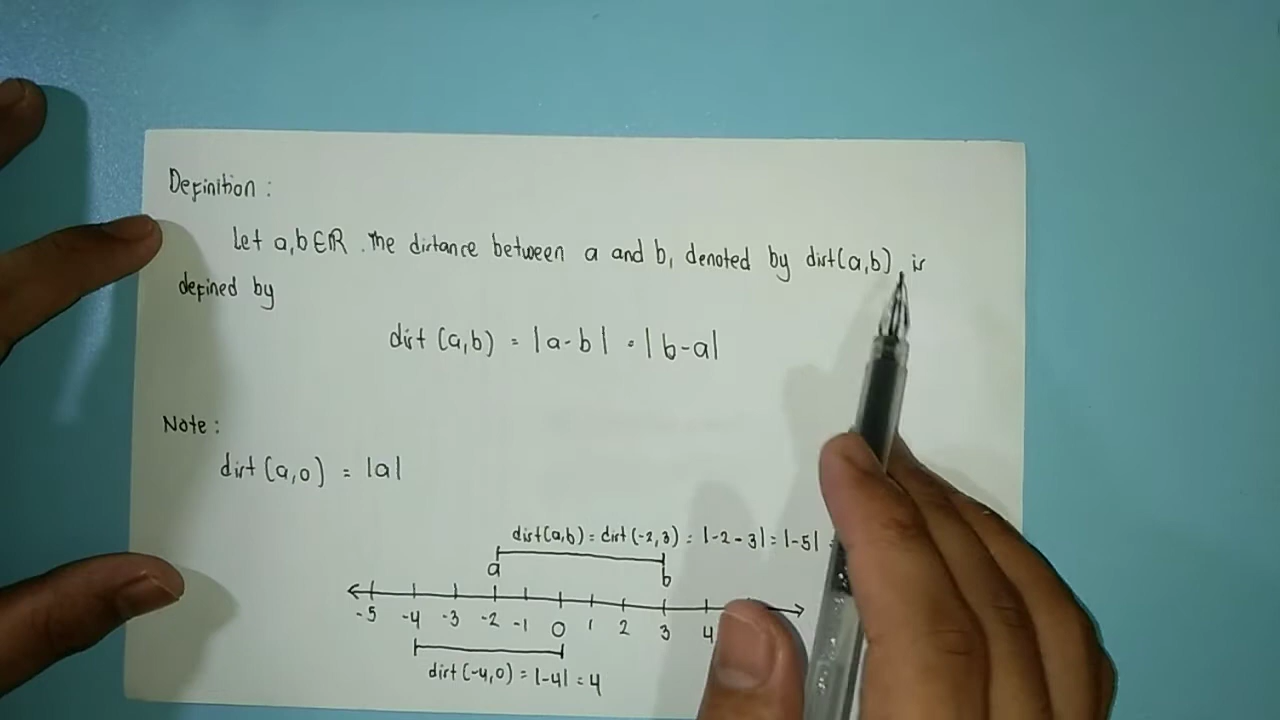 Definition :
Let a,b∈ℝ. The distance between a and b, denoted by dist(a,b), is
defined by
dist (a,b) = |a-b| = |b-a|
Note :
dist (a,0) = |a|
dist(a,b) = dist (-2,3) = |-2-3| = |-5| =
a b
-5 -4 -3 -2 -1 0 1 2 3 4
dist (-4,0) = |-4| = 4